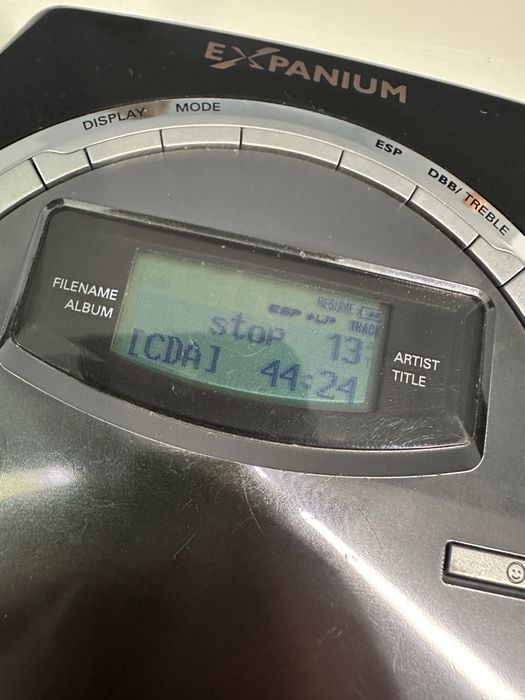 EXPANIUM
DISPLAY MODE
ESP DBB/TREBLE
FILENAME
ALBUM
RESUME
ESP TRACK
stop 13
[CDA] 44:24
ARTIST
TITLE